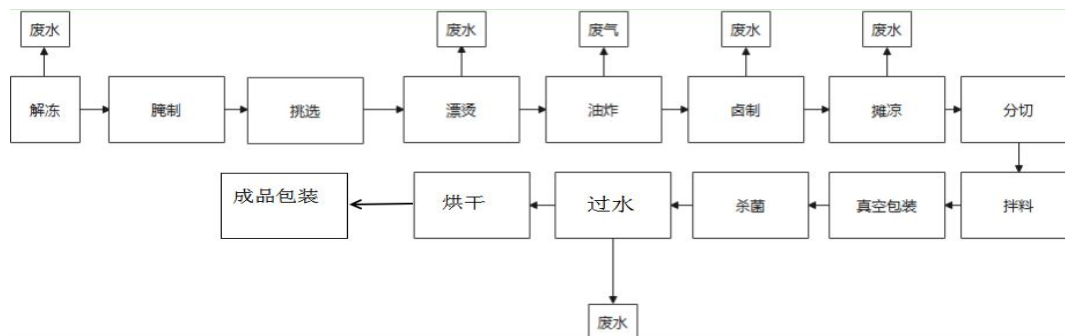 废水
废水
废气
废水
废水
解冻
腌制
挑选
漂烫
油炸
卤制
摊凉
分切
成品包装
烘干
过水
杀菌
真空包装
拌料
废水